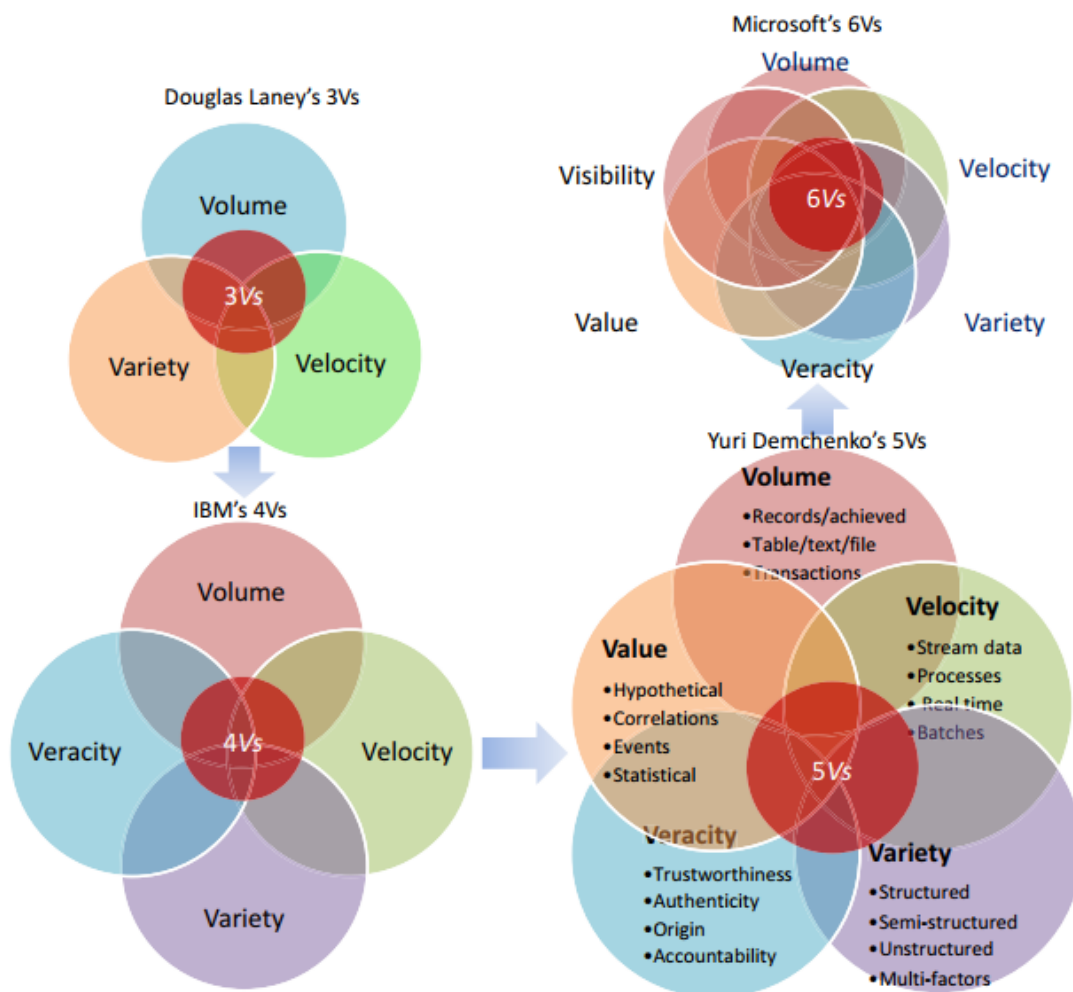 Douglas Laney's 3Vs
Volume
3Vs
Variety
Velocity
IBM's 4Vs
Volume
Veracity
4Vs
Velocity
Variety
Yuri Demchenko's 5Vs
Volume
•Records/achieved
•Table/text/file
•Transactions
Velocity
•Stream data
•Processes
•Real time
•Batches
Value
•Hypothetical
•Correlations
•Events
•Statistical
5Vs
Veracity
•Trustworthiness
•Authenticity
•Origin
•Accountability
Variety
•Structured
•Semi-structured
•Unstructured
•Multi-factors
Microsoft's 6Vs
Volume
Visibility
Velocity
6Vs
Value
Variety
Veracity